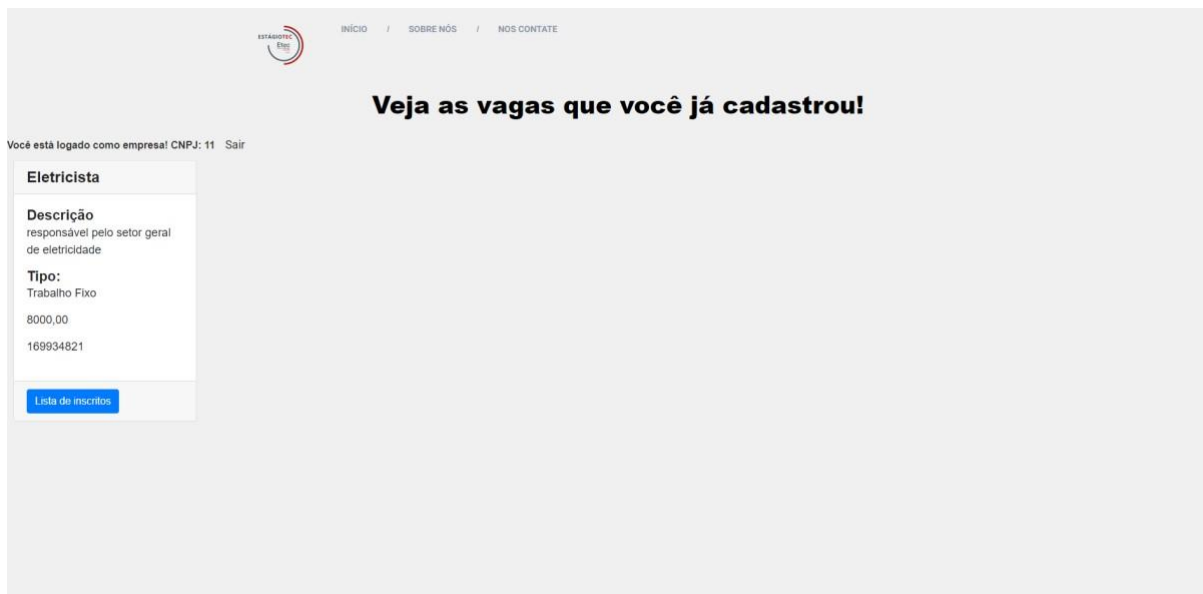 ESTÁGIOTEC
Etec
INÍCIO / SOBRE NÓS / NOS CONTATE
Veja as vagas que você já cadastrou!
Você está logado como empresa! CNPJ: 11 Sair
Eletricista
Descrição
responsável pelo setor geral
de eletricidade
Tipo:
Trabalho Fixo
8000,00
169934821
Lista de inscritos